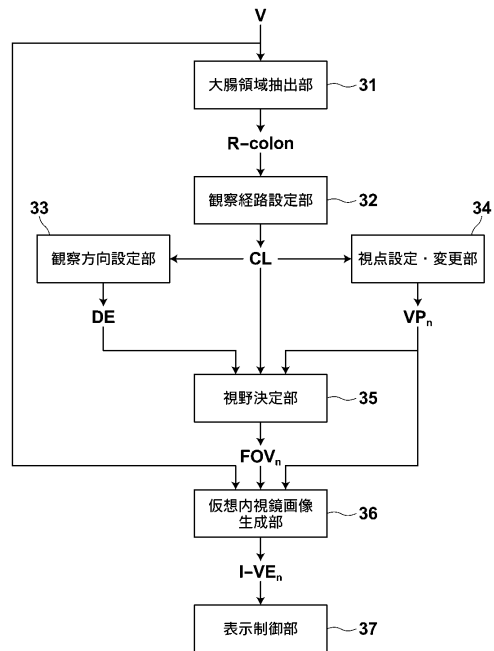 V
大腸領域抽出部
31
R-colon
観察経路設定部
32
33
34
観察方向設定部
CL
視点設定・変更部
DE
VPn
視野決定部
35
FOVn
仮想内視鏡画像
生成部
36
I-VEn
表示制御部
37